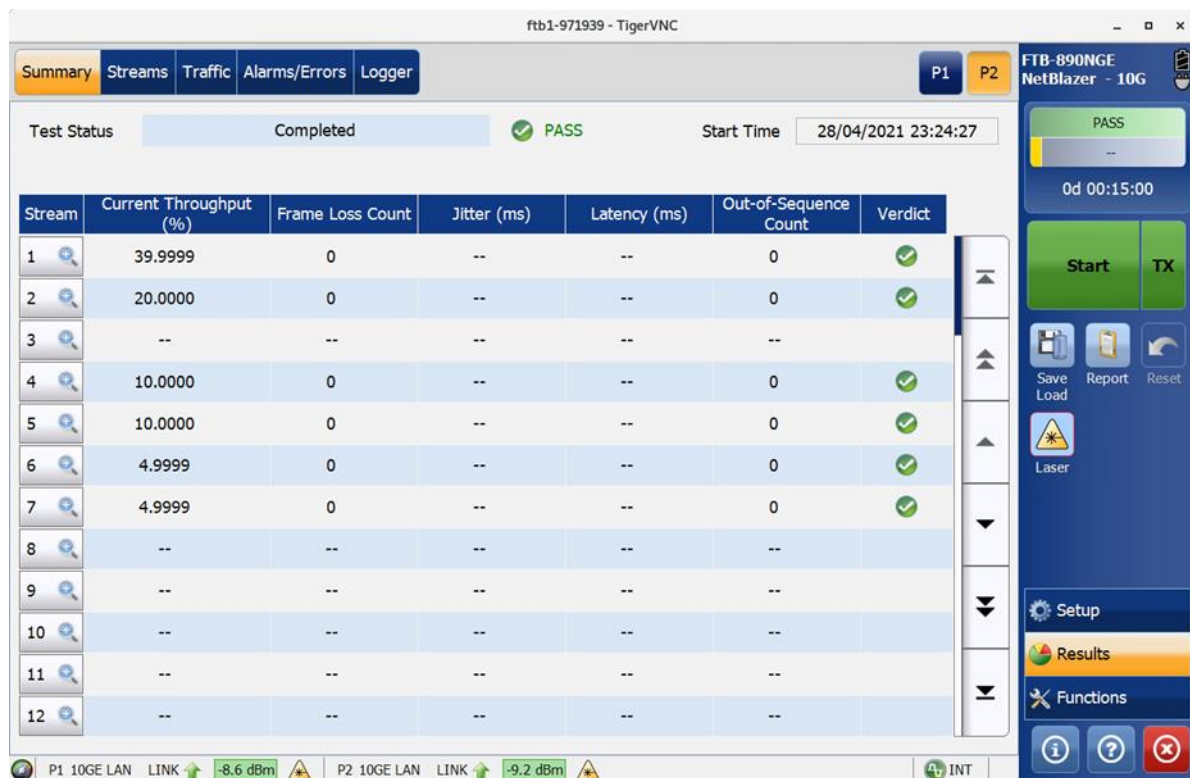 ftb1-971939 - TigerVNC
Summary Streams Traffic Alarms/Errors Logger P1 P2
FTB-890NGE
NetBlazer - 10G
Test Status Completed PASS Start Time 28/04/2021 23:24:27
PASS
--
0d 00:15:00
Stream Current Throughput (%) Frame Loss Count Jitter (ms) Latency (ms) Out-of-Sequence Count Verdict
1 39.9999 0 -- -- 0
2 20.0000 0 -- -- 0
3 -- -- -- -- --
4 10.0000 0 -- -- 0
5 10.0000 0 -- -- 0
6 4.9999 0 -- -- 0
7 4.9999 0 -- -- 0
8 -- -- -- -- --
9 -- -- -- -- --
10 -- -- -- -- --
11 -- -- -- -- --
12 -- -- -- -- --
Start TX
Save Load Report Reset
Laser
Setup
Results
Functions
P1 10GE LAN LINK -8.6 dBm P2 10GE LAN LINK -9.2 dBm INT